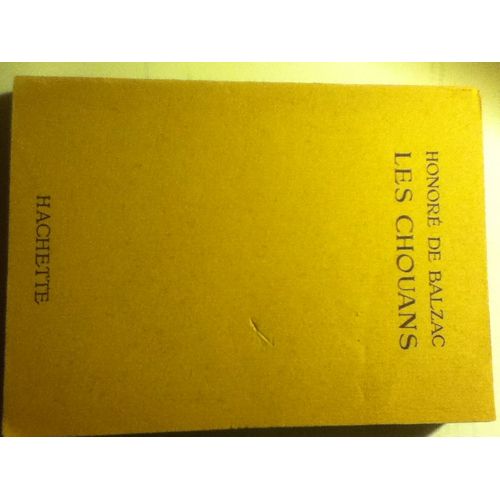 HONORÉ DE BALZAC
LES CHOUANS
HACHETTE